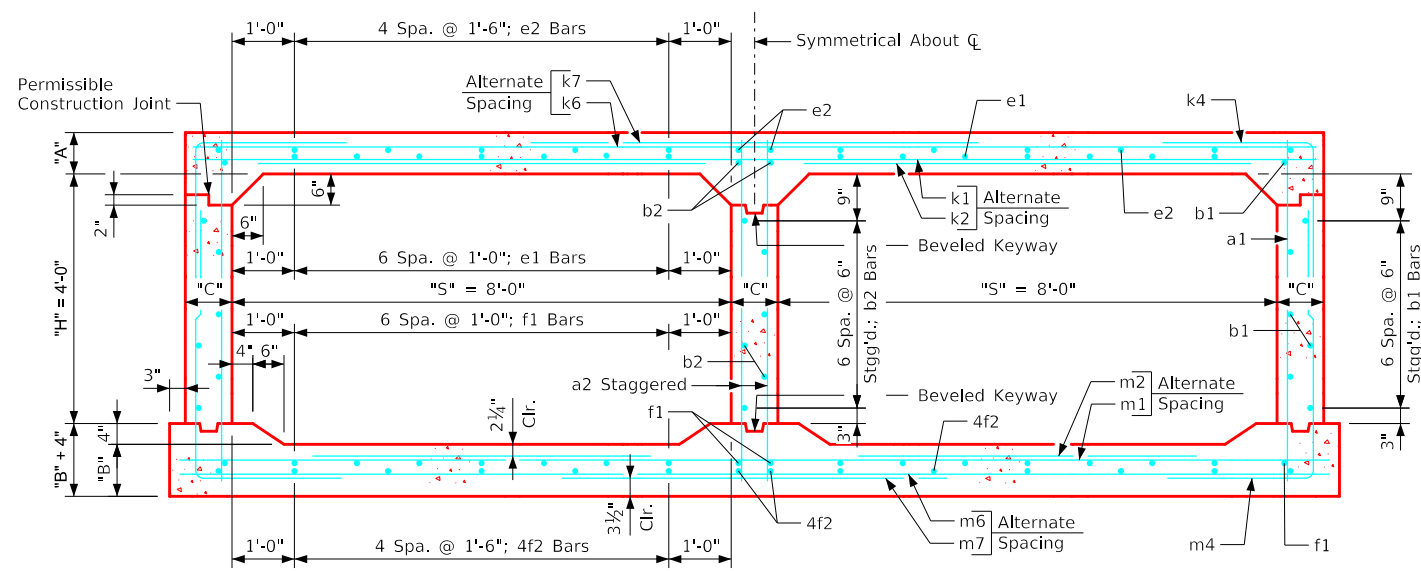 1'-0"
4 Spa. @ 1'-6"; e2 Bars
1'-0"
Symmetrical About ℄
Permissible
Construction Joint
Alternate
Spacing
k7
k6
e2
e1
k4
"A"
6"
2"
6"
b2
k1
k2
Alternate
Spacing
e2
b1
9"
9"
a1
Beveled Keyway
1'-0"
6 Spa. @ 1'-0"; e1 Bars
1'-0"
"H" = 4'-0"
"C"
"S" = 8'-0"
"C"
"S" = 8'-0"
"C"
6 Spa. @ 6"
Stgg'd.; b2 Bars
6 Spa. @ 6"
Stgg'd.; b1 Bars
1'-0"
6 Spa. @ 1'-0"; f1 Bars
1'-0"
b1
4"
6"
b2
3"
a2 Staggered
Beveled Keyway
m2
m1
Alternate
Spacing
2¼"
Clr.
f1
4f2
3"
3"
"B" + 4"
4"
"B"
3½"
Clr.
4f2
m6
m7
Alternate
Spacing
m4
f1
1'-0"
4 Spa. @ 1'-6"; 4f2 Bars
1'-0"